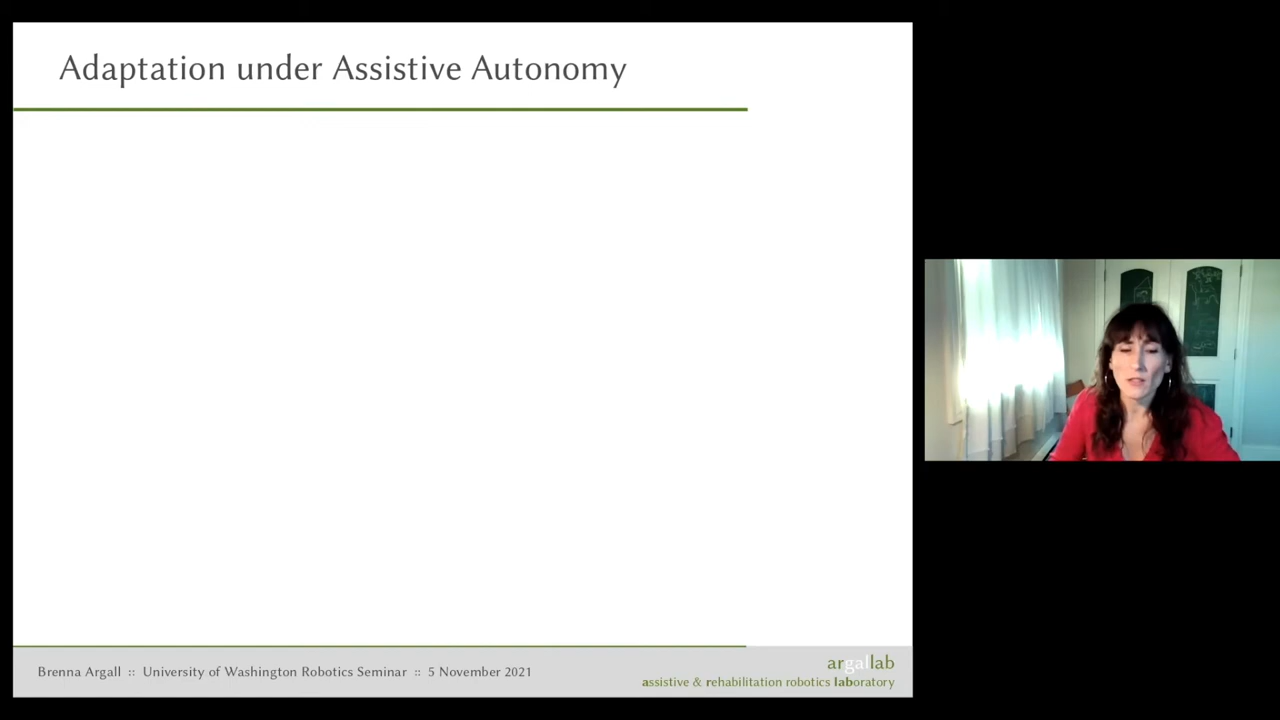 Adaptation under Assistive Autonomy
Brenna Argall :: University of Washington Robotics Seminar :: 5 November 2021
argallab
assistive & rehabilitation robotics laboratory